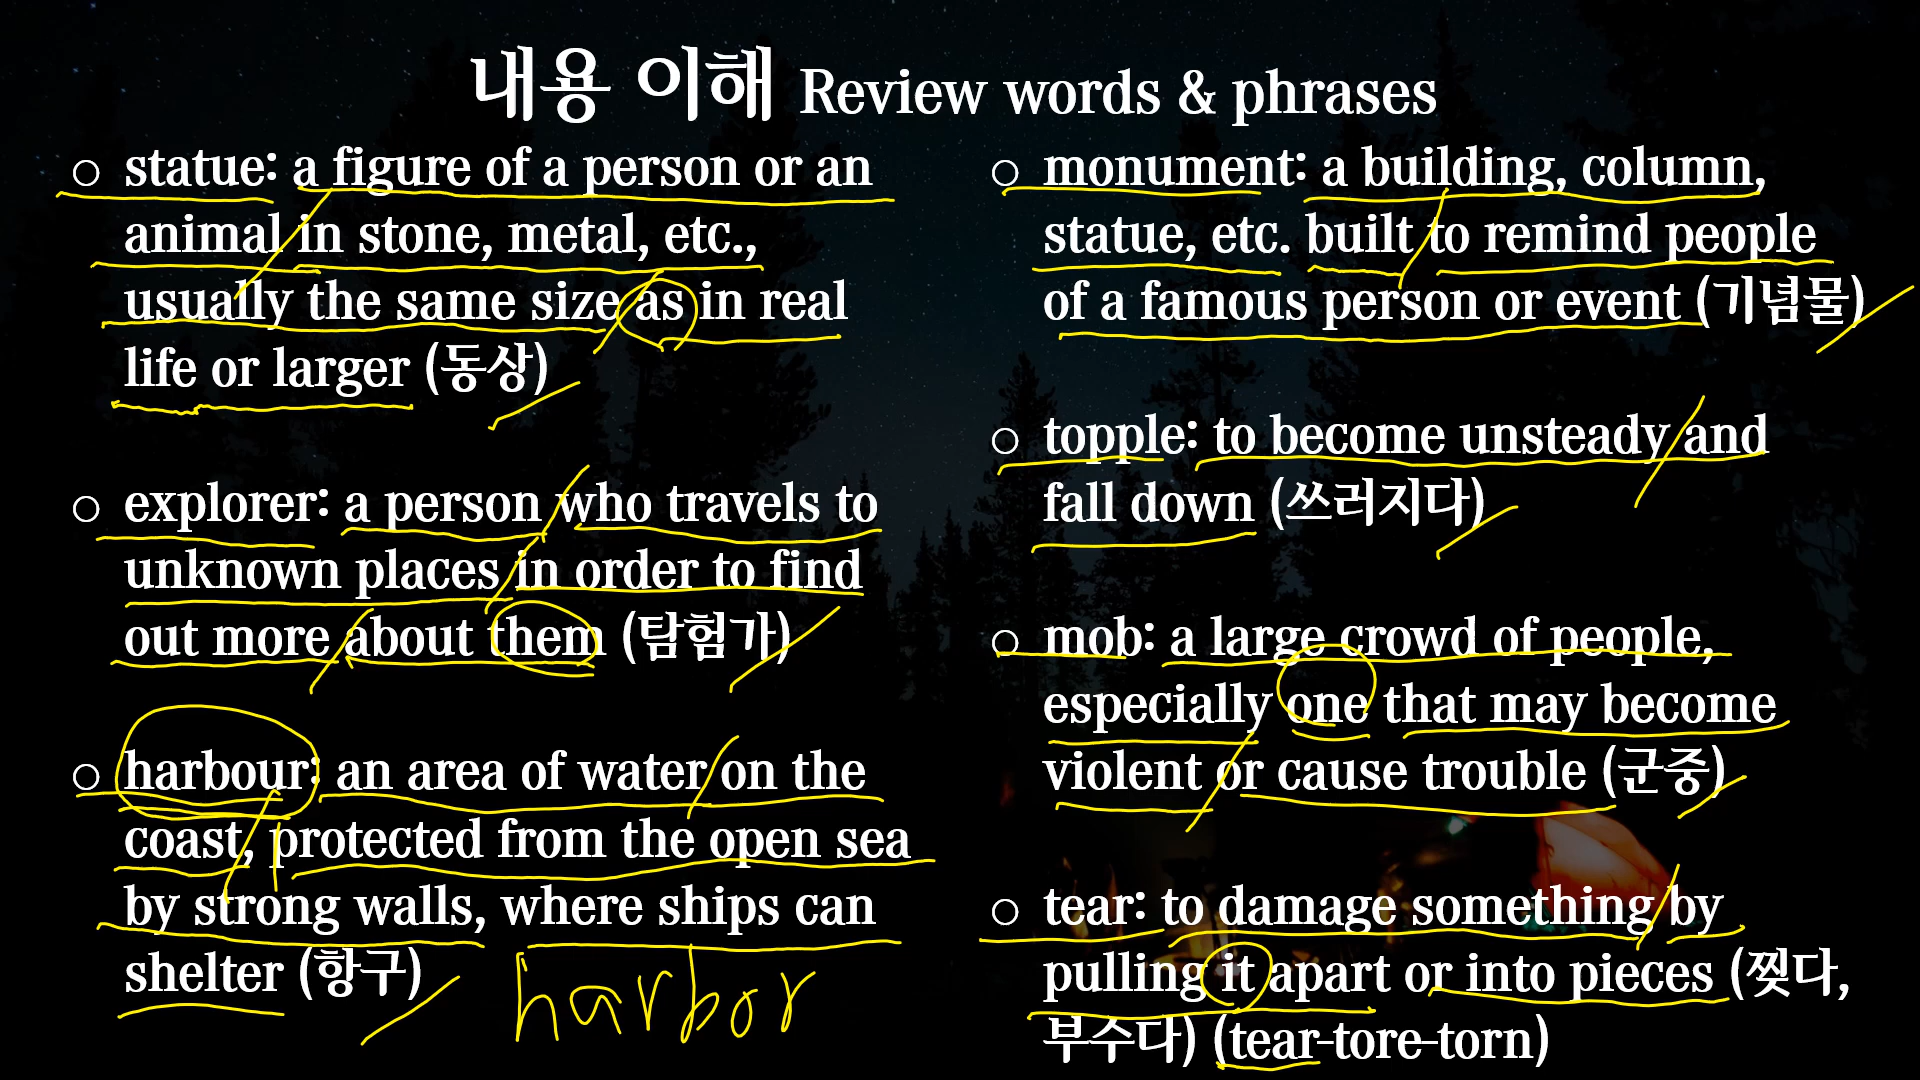 내용 이해 Review words & phrases
○ statue: a figure of a person or an
animal in stone, metal, etc.,
usually the same size as in real
life or larger (동상)
○ explorer: a person who travels to
unknown places in order to find
out more about them (탐험가)
○ harbour: an area of water on the
coast, protected from the open sea
by strong walls, where ships can
shelter (항구)
harbor
○ monument: a building, column,
statue, etc. built to remind people
of a famous person or event (기념물)
○ topple: to become unsteady and
fall down (쓰러지다)
○ mob: a large crowd of people,
especially one that may become
violent or cause trouble (군중)
○ tear: to damage something by
pulling it apart or into pieces (찢다,
부수다) (tear-tore-torn)